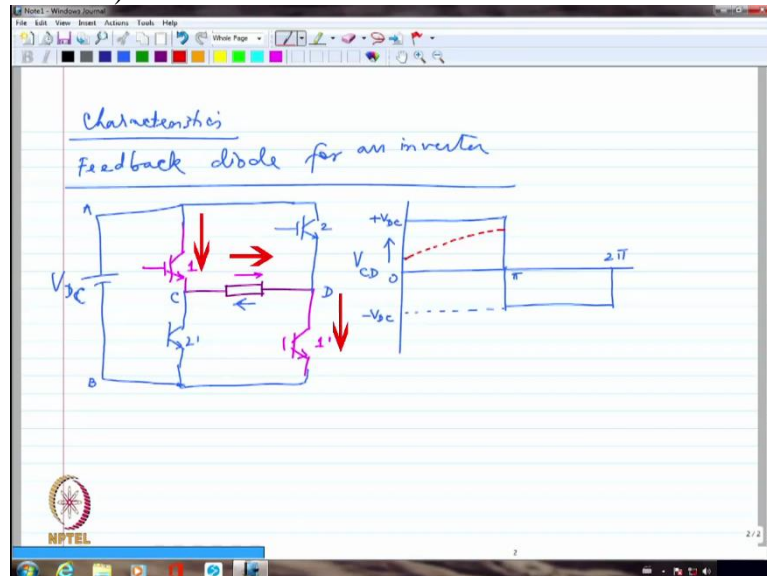 Note1 - Windows Journal
File Edit View Insert Actions Tools Help
Whole Page
B I
Characteristics
Feedback diode for an inverter
A
2
+VDC
1
VDC
C
D
VCD
0
π
2π
2'
1'
-VDC
B
NPTEL
2/2
2